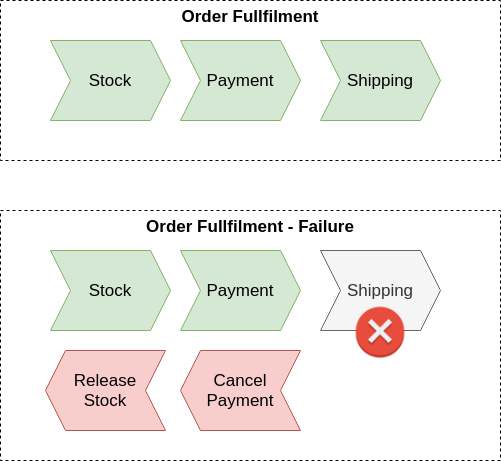 Order Fullfilment
Stock
Payment
Shipping
Order Fullfilment - Failure
Stock
Payment
Shipping
Release
Stock
Cancel
Payment